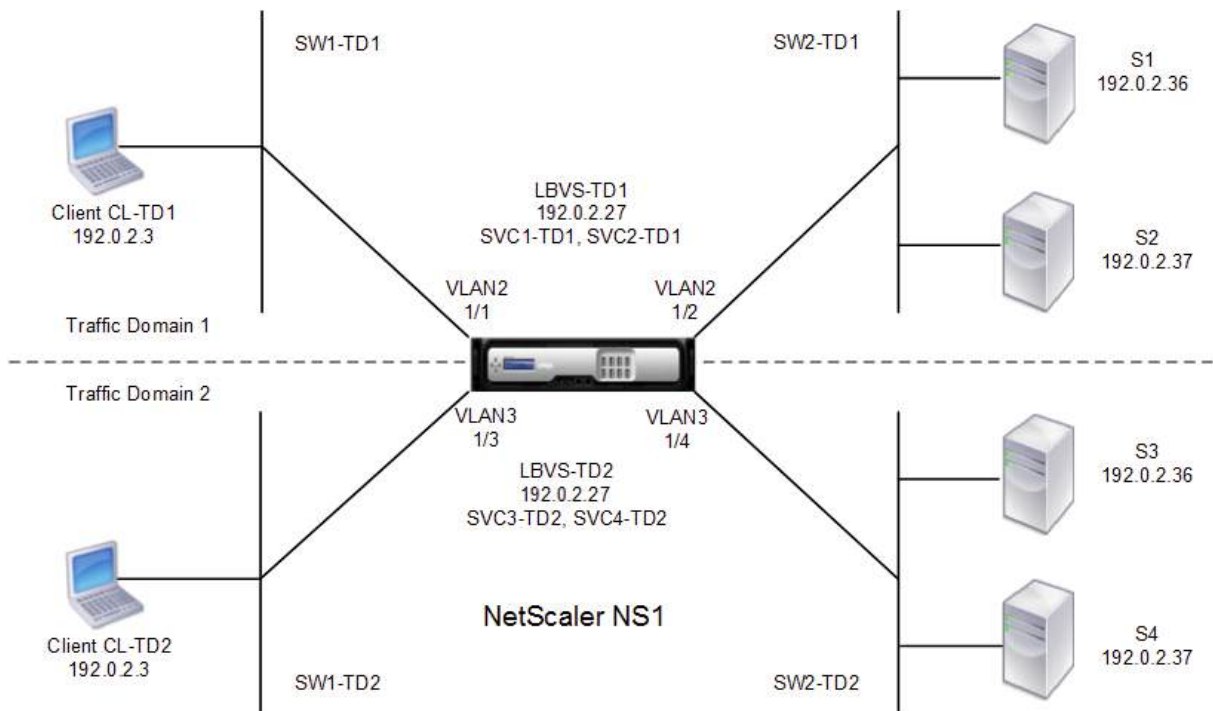 SW1-TD1
SW2-TD1
S1
192.0.2.36
Client CL-TD1
192.0.2.3
LBVS-TD1
192.0.2.27
SVC1-TD1, SVC2-TD1
S2
192.0.2.37
VLAN2
1/1
VLAN2
1/2
Traffic Domain 1
Traffic Domain 2
VLAN3
1/3
VLAN3
1/4
LBVS-TD2
192.0.2.27
SVC3-TD2, SVC4-TD2
S3
192.0.2.36
NetScaler NS1
Client CL-TD2
192.0.2.3
S4
192.0.2.37
SW1-TD2
SW2-TD2